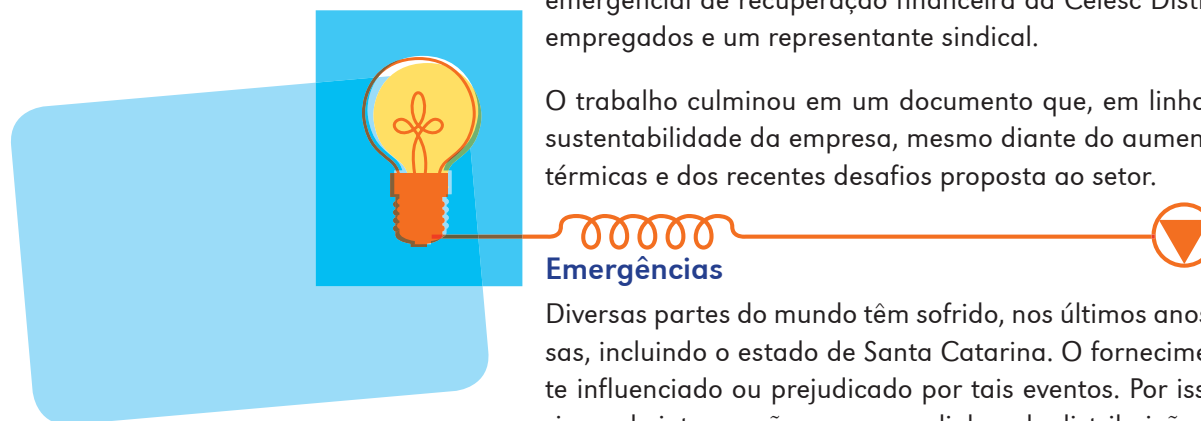 emergencial de recuperação financeira da Celesc Distr
empregados e um representante sindical.
O trabalho culminou em um documento que, em linha
sustentabilidade da empresa, mesmo diante do aumen
térmicas e dos recentes desafios proposta ao setor.
Emergências
Diversas partes do mundo têm sofrido, nos últimos anos
sas, incluindo o estado de Santa Catarina. O fornecime
te influenciado ou prejudicado por tais eventos. Por iss